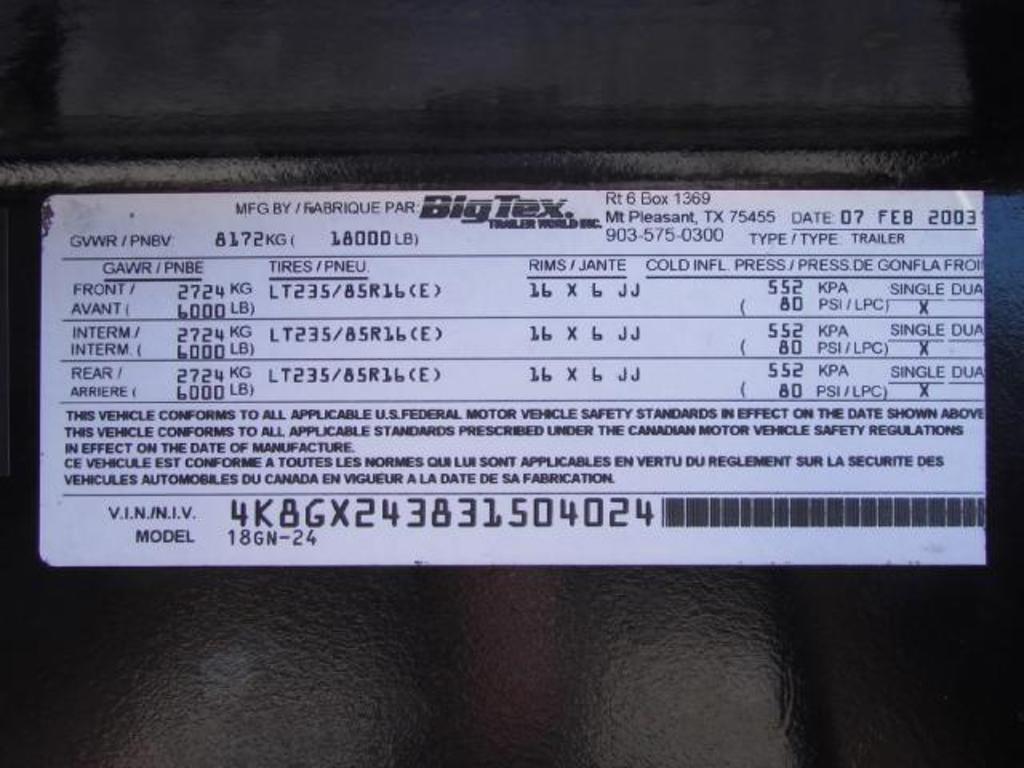 MFG BY / FABRIQUE PAR: Big Tex. Rt 6 Box 1369
TRAILER WORLD INC. Mt Pleasant, TX 75455 DATE: 07 FEB 2003
GVWR / PNBV 8172 KG ( 18000 LB) 903-575-0300 TYPE / TYPE: TRAILER
GAWR / PNBE TIRES / PNEU. RIMS / JANTE COLD INFL. PRESS / PRESS.DE GONFLA FROI
FRONT / 2724 KG LT235/85R16(E) 16 X 6 JJ 552 KPA SINGLE DUA
AVANT ( 6000 LB) ( 80 PSI / LPC) X
INTERM / 2724 KG LT235/85R16(E) 16 X 6 JJ 552 KPA SINGLE DUA
INTERM. ( 6000 LB) ( 80 PSI / LPC) X
REAR / 2724 KG LT235/85R16(E) 16 X 6 JJ 552 KPA SINGLE DUA
ARRIERE ( 6000 LB) ( 80 PSI / LPC) X
THIS VEHICLE CONFORMS TO ALL APPLICABLE U.S.FEDERAL MOTOR VEHICLE SAFETY STANDARDS IN EFFECT ON THE DATE SHOWN ABOVE
THIS VEHICLE CONFORMS TO ALL APPLICABLE STANDARDS PRESCRIBED UNDER THE CANADIAN MOTOR VEHICLE SAFETY REGULATIONS
IN EFFECT ON THE DATE OF MANUFACTURE.
CE VEHICULE EST CONFORME A TOUTES LES NORMES QUI LUI SONT APPLICABLES EN VERTU DU REGLEMENT SUR LA SECURITE DES
VEHICULES AUTOMOBILES DU CANADA EN VIGUEUR A LA DATE DE SA FABRICATION.
V.I.N./N.I.V. 4K8GX243831504024
MODEL 18GN-24